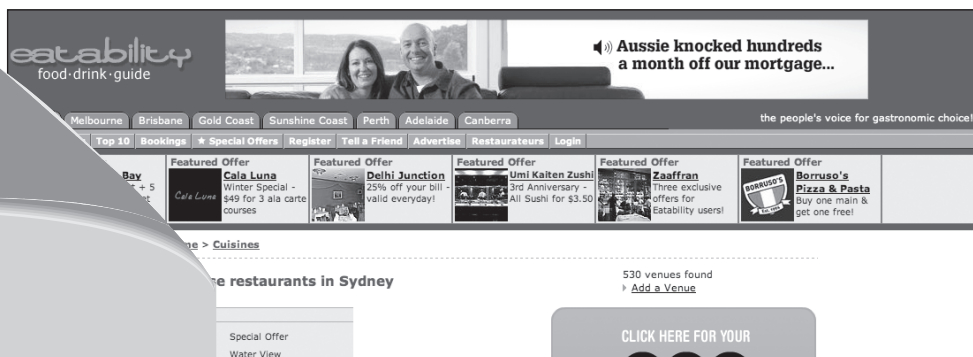 eatability
food·drink·guide
Aussie knocked hundreds
a month off our mortgage...
Melbourne Brisbane Gold Coast Sunshine Coast Perth Adelaide Canberra
the people's voice for gastronomic choice!
Top 10 Bookings ★ Special Offers Register Tell a Friend Advertise Restaurateurs Login
Bay
+ 5
Featured Offer
Cala Luna
Cala Luna
Winter Special -
$49 for 3 ala carte
courses
Featured Offer
Delhi Junction
25% off your bill -
valid everyday!
Featured Offer
Umi Kaiten Zushi
3rd Anniversary -
All Sushi for $3.50
Featured Offer
Zaaffran
Three exclusive
offers for
Eatability users!
Featured Offer
BORRUSO'S
Borruso's
Pizza & Pasta
Buy one main &
get one free!
> Cuisines
restaurants in Sydney
530 venues found
Add a Venue
Special Offer
Water View
CLICK HERE FOR YOUR